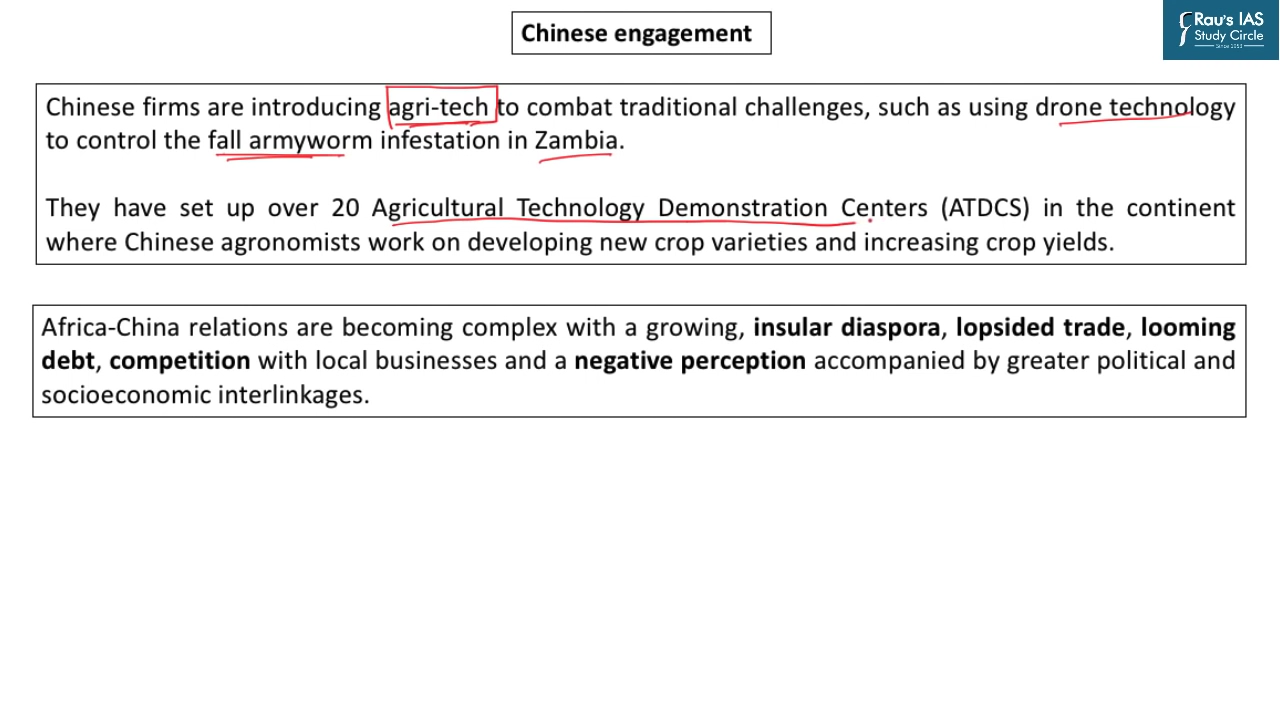 Chinese engagement
Rau's IAS
Study Circle
Since 1953
Chinese firms are introducing agri-tech to combat traditional challenges, such as using drone technology
to control the fall armyworm infestation in Zambia.
They have set up over 20 Agricultural Technology Demonstration Centers (ATDCS) in the continent
where Chinese agronomists work on developing new crop varieties and increasing crop yields.
Africa-China relations are becoming complex with a growing, insular diaspora, lopsided trade, looming
debt, competition with local businesses and a negative perception accompanied by greater political and
socioeconomic interlinkages.